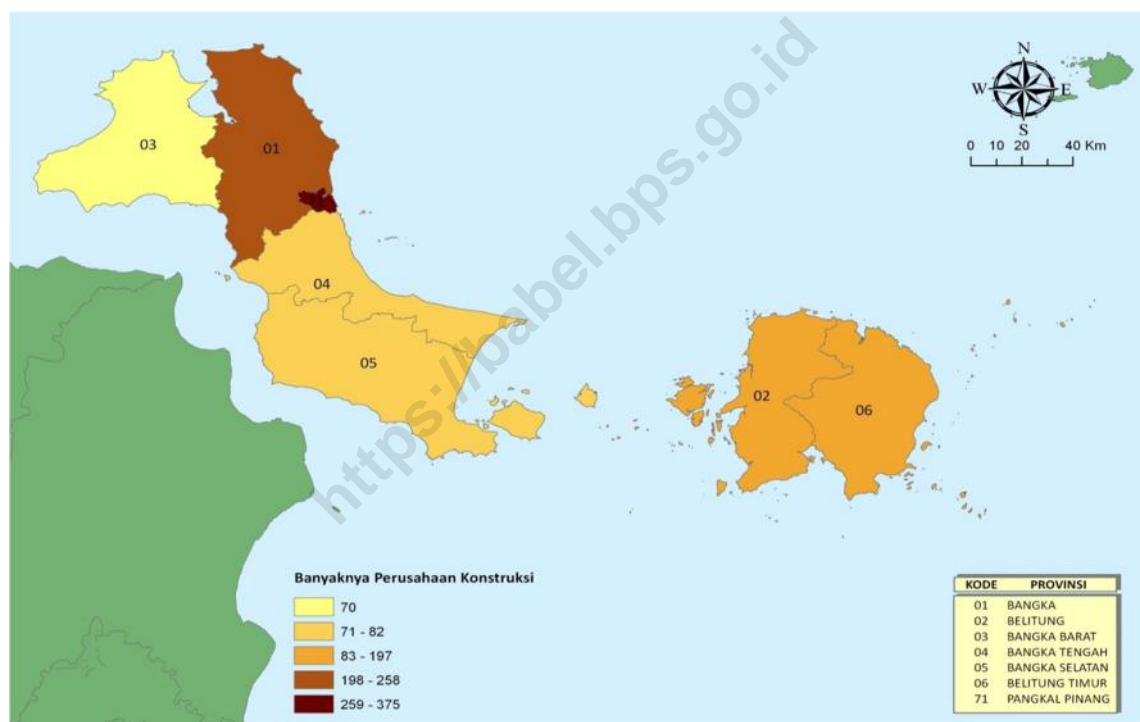 N
W E
S
0 10 20 40 Km
03
01
04
05
02
06
https://babel.bps.go.id
Banyaknya Perusahaan Konstruksi
70
71 - 82
83 - 197
198 - 258
259 - 375
KODE PROVINSI
01 BANGKA
02 BELITUNG
03 BANGKA BARAT
04 BANGKA TENGAH
05 BANGKA SELATAN
06 BELITUNG TIMUR
71 PANGKAL PINANG